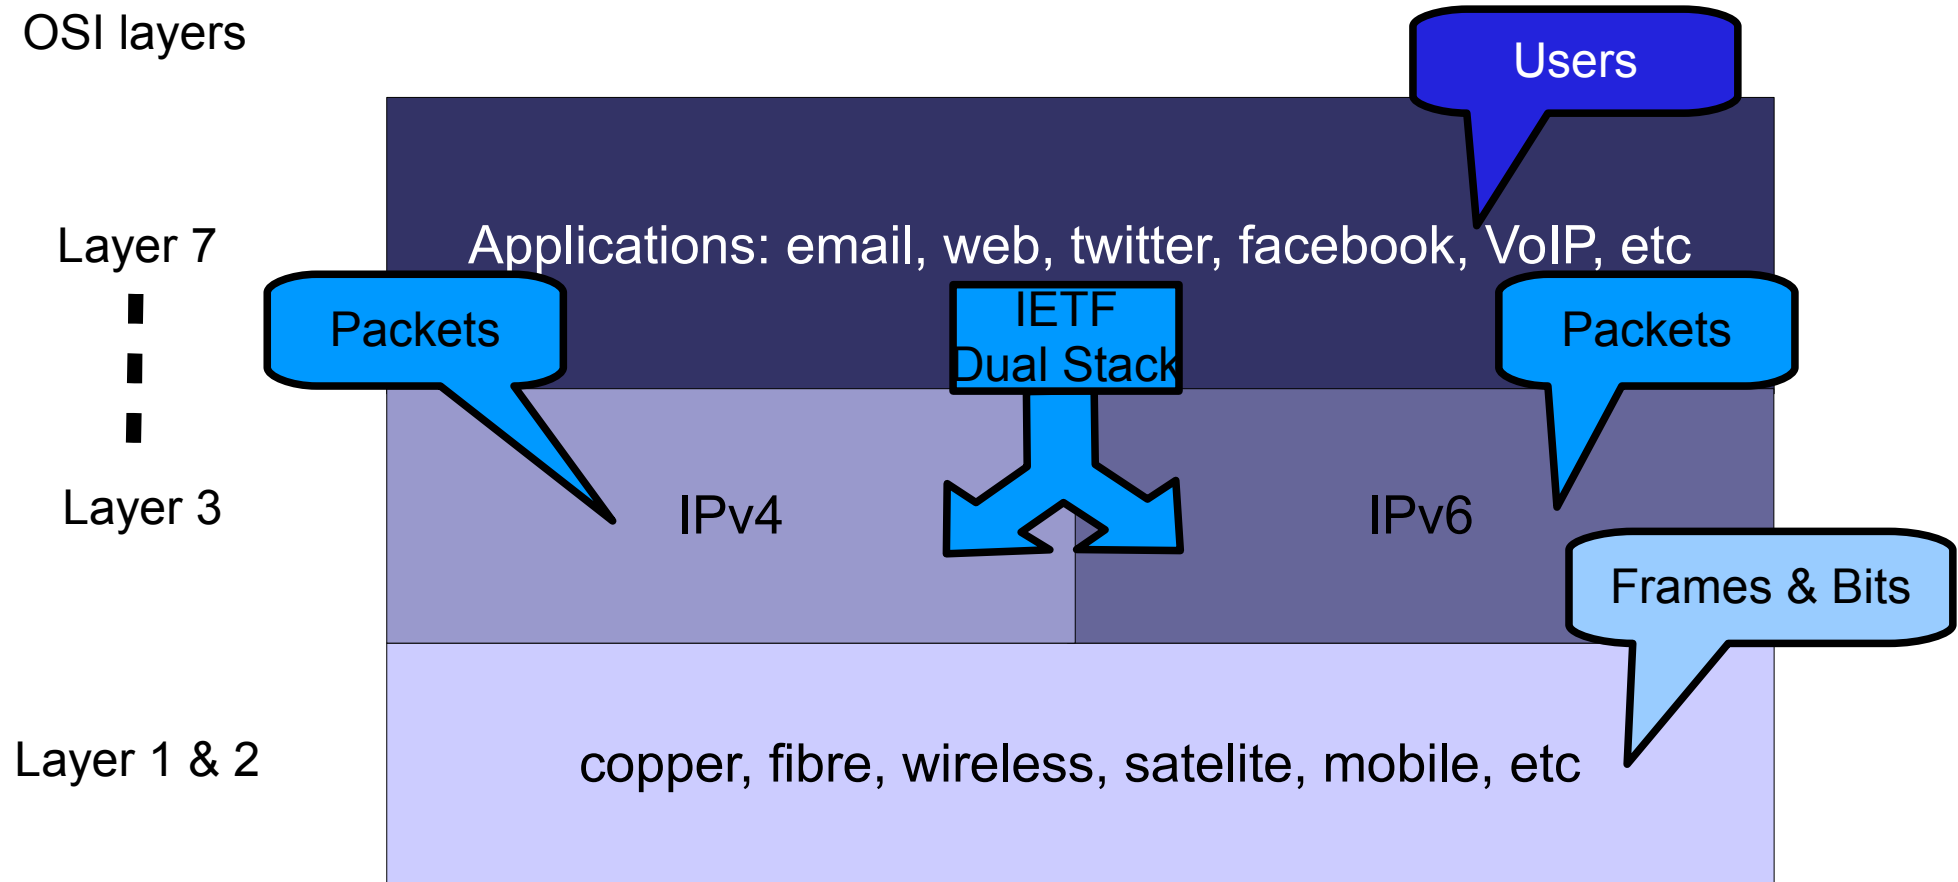 OSI layers
Users
Layer 7
Applications: email, web, twitter, facebook, VoIP, etc
Packets
IETF
Dual Stack
Packets
Layer 3
IPv4
IPv6
Frames & Bits
Layer 1 & 2
copper, fibre, wireless, satelite, mobile, etc